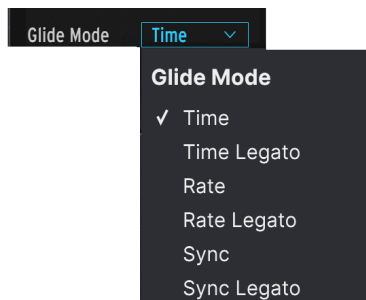 Glide Mode Time
Glide Mode
Time
Time Legato
Rate
Rate Legato
Sync
Sync Legato